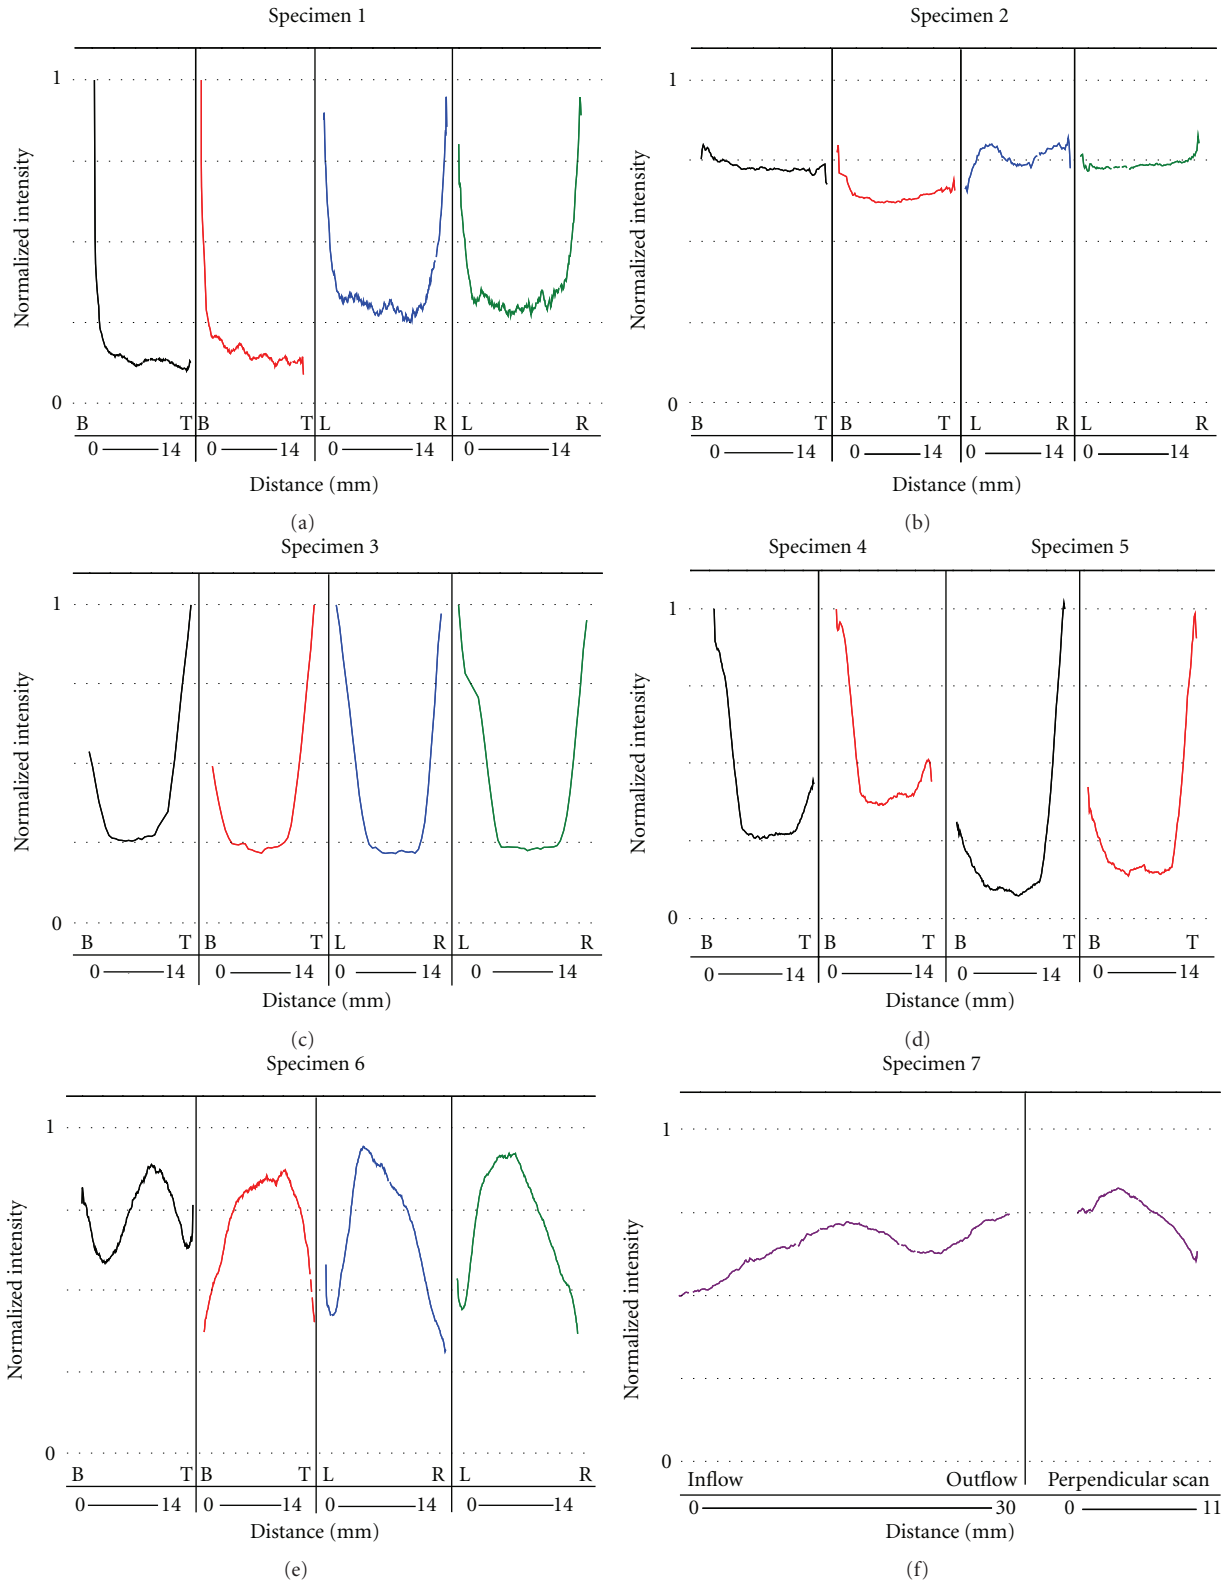 Specimen 1
Normalized intensity
1
0
B T B T L R L R
0 14 0 14 0 14 0 14
Distance (mm)
(a)
Specimen 2
Normalized intensity
1
0
B T B T L R L R
0 14 0 14 0 14 0 14
Distance (mm)
(b)
Specimen 3
Normalized intensity
1
0
B T B T L R L R
0 14 0 14 0 14 0 14
Distance (mm)
(c)
Specimen 4 Specimen 5
Normalized intensity
1
0
B T B T B T B T
0 14 0 14 0 14 0 14
Distance (mm)
(d)
Specimen 6
Normalized intensity
1
0
B T B T L R L R
0 14 0 14 0 14 0 14
Distance (mm)
(e)
Specimen 7
Normalized intensity
1
0
Inflow Outflow Perpendicular scan
0 30 0 11
Distance (mm)
(f)